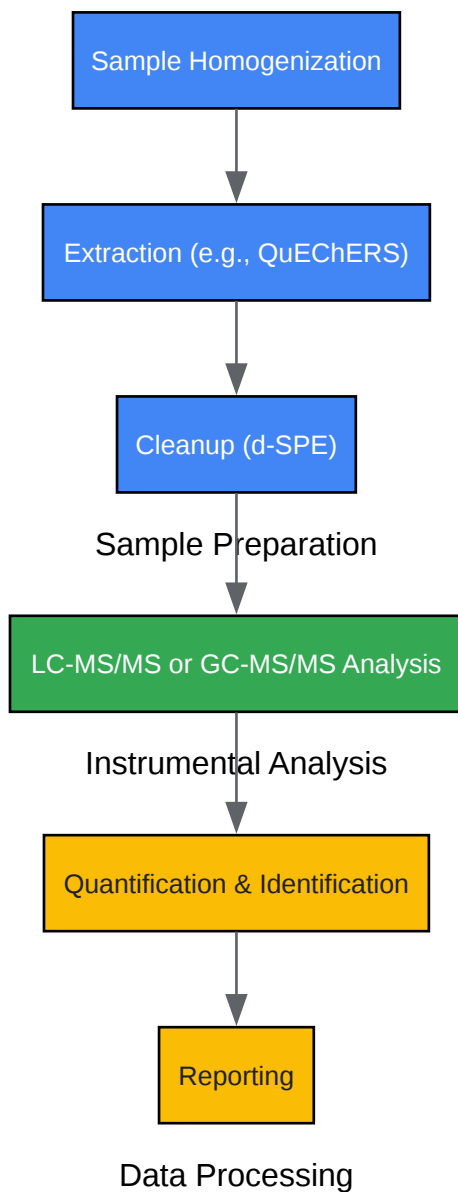 Sample Homogenization
Extraction (e.g., QuEChERS)
Cleanup (d-SPE)
Sample Preparation
LC-MS/MS or GC-MS/MS Analysis
Instrumental Analysis
Quantification & Identification
Reporting
Data Processing